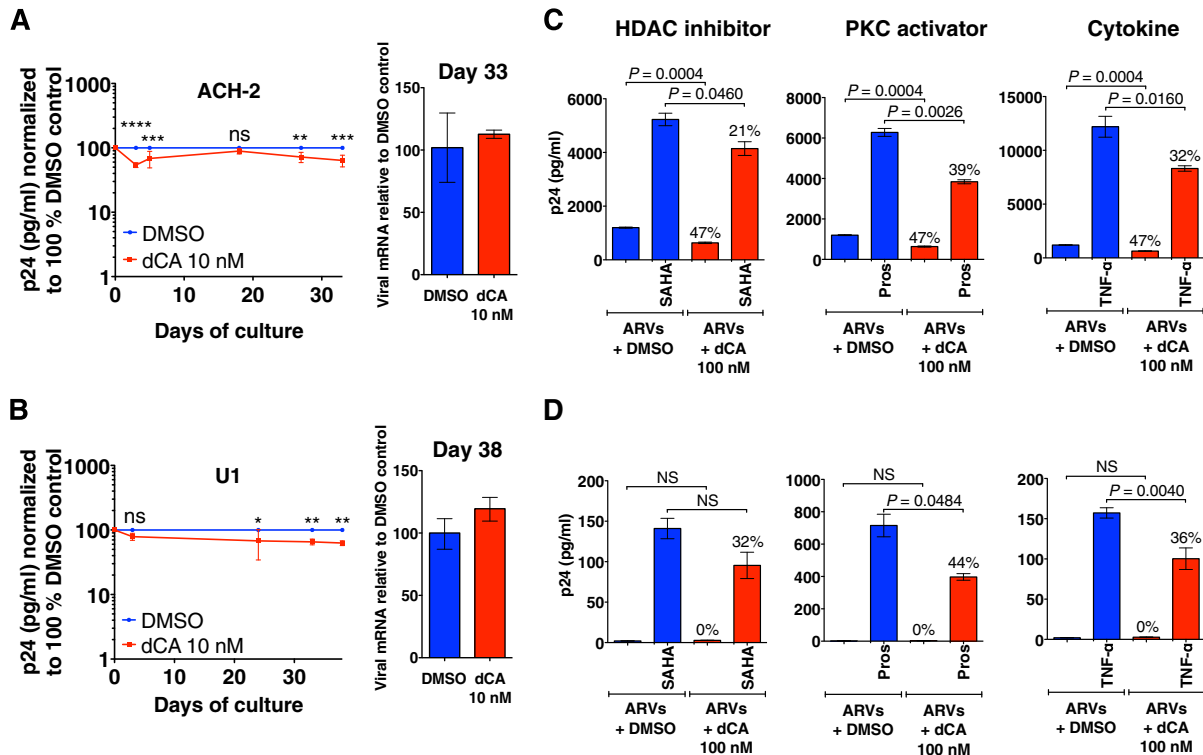 A
ACH-2
p24 (pg/ml) normalized
to 100 % DMSO control
1000
100
10
1
**** *** ns ** ***
DMSO
dCA 10 nM
0 10 20 30
Days of culture
Day 33
Viral mRNA relative to DMSO control
150
100
50
0
DMSO dCA
10 nM
B
U1
p24 (pg/ml) normalized
to 100 % DMSO control
1000
100
10
1
ns * ** **
DMSO
dCA 10 nM
0 10 20 30
Days of culture
Day 38
Viral mRNA relative to DMSO control
150
100
50
0
DMSO dCA
10 nM
C
HDAC inhibitor
P = 0.0004
P = 0.0460
p24 (pg/ml)
6000
4000
2000
0
21%
47%
SAHA SAHA
ARVs ARVs
+ DMSO + dCA
100 nM
PKC activator
P = 0.0004
P = 0.0026
8000
6000
4000
2000
0
39%
47%
Pros Pros
ARVs ARVs
+ DMSO + dCA
100 nM
Cytokine
P = 0.0004
P = 0.0160
15000
10000
5000
0
32%
47%
TNF-α TNF-α
ARVs ARVs
+ DMSO + dCA
100 nM
D
NS
NS
p24 (pg/ml)
200
150
100
50
0
32%
0%
SAHA SAHA
ARVs ARVs
+ DMSO + dCA
100 nM
NS
P = 0.0484
1000
800
600
400
200
0
44%
0%
Pros Pros
ARVs ARVs
+ DMSO + dCA
100 nM
NS
P = 0.0040
200
150
100
50
0
36%
0%
TNF-α TNF-α
ARVs ARVs
+ DMSO + dCA
100 nM